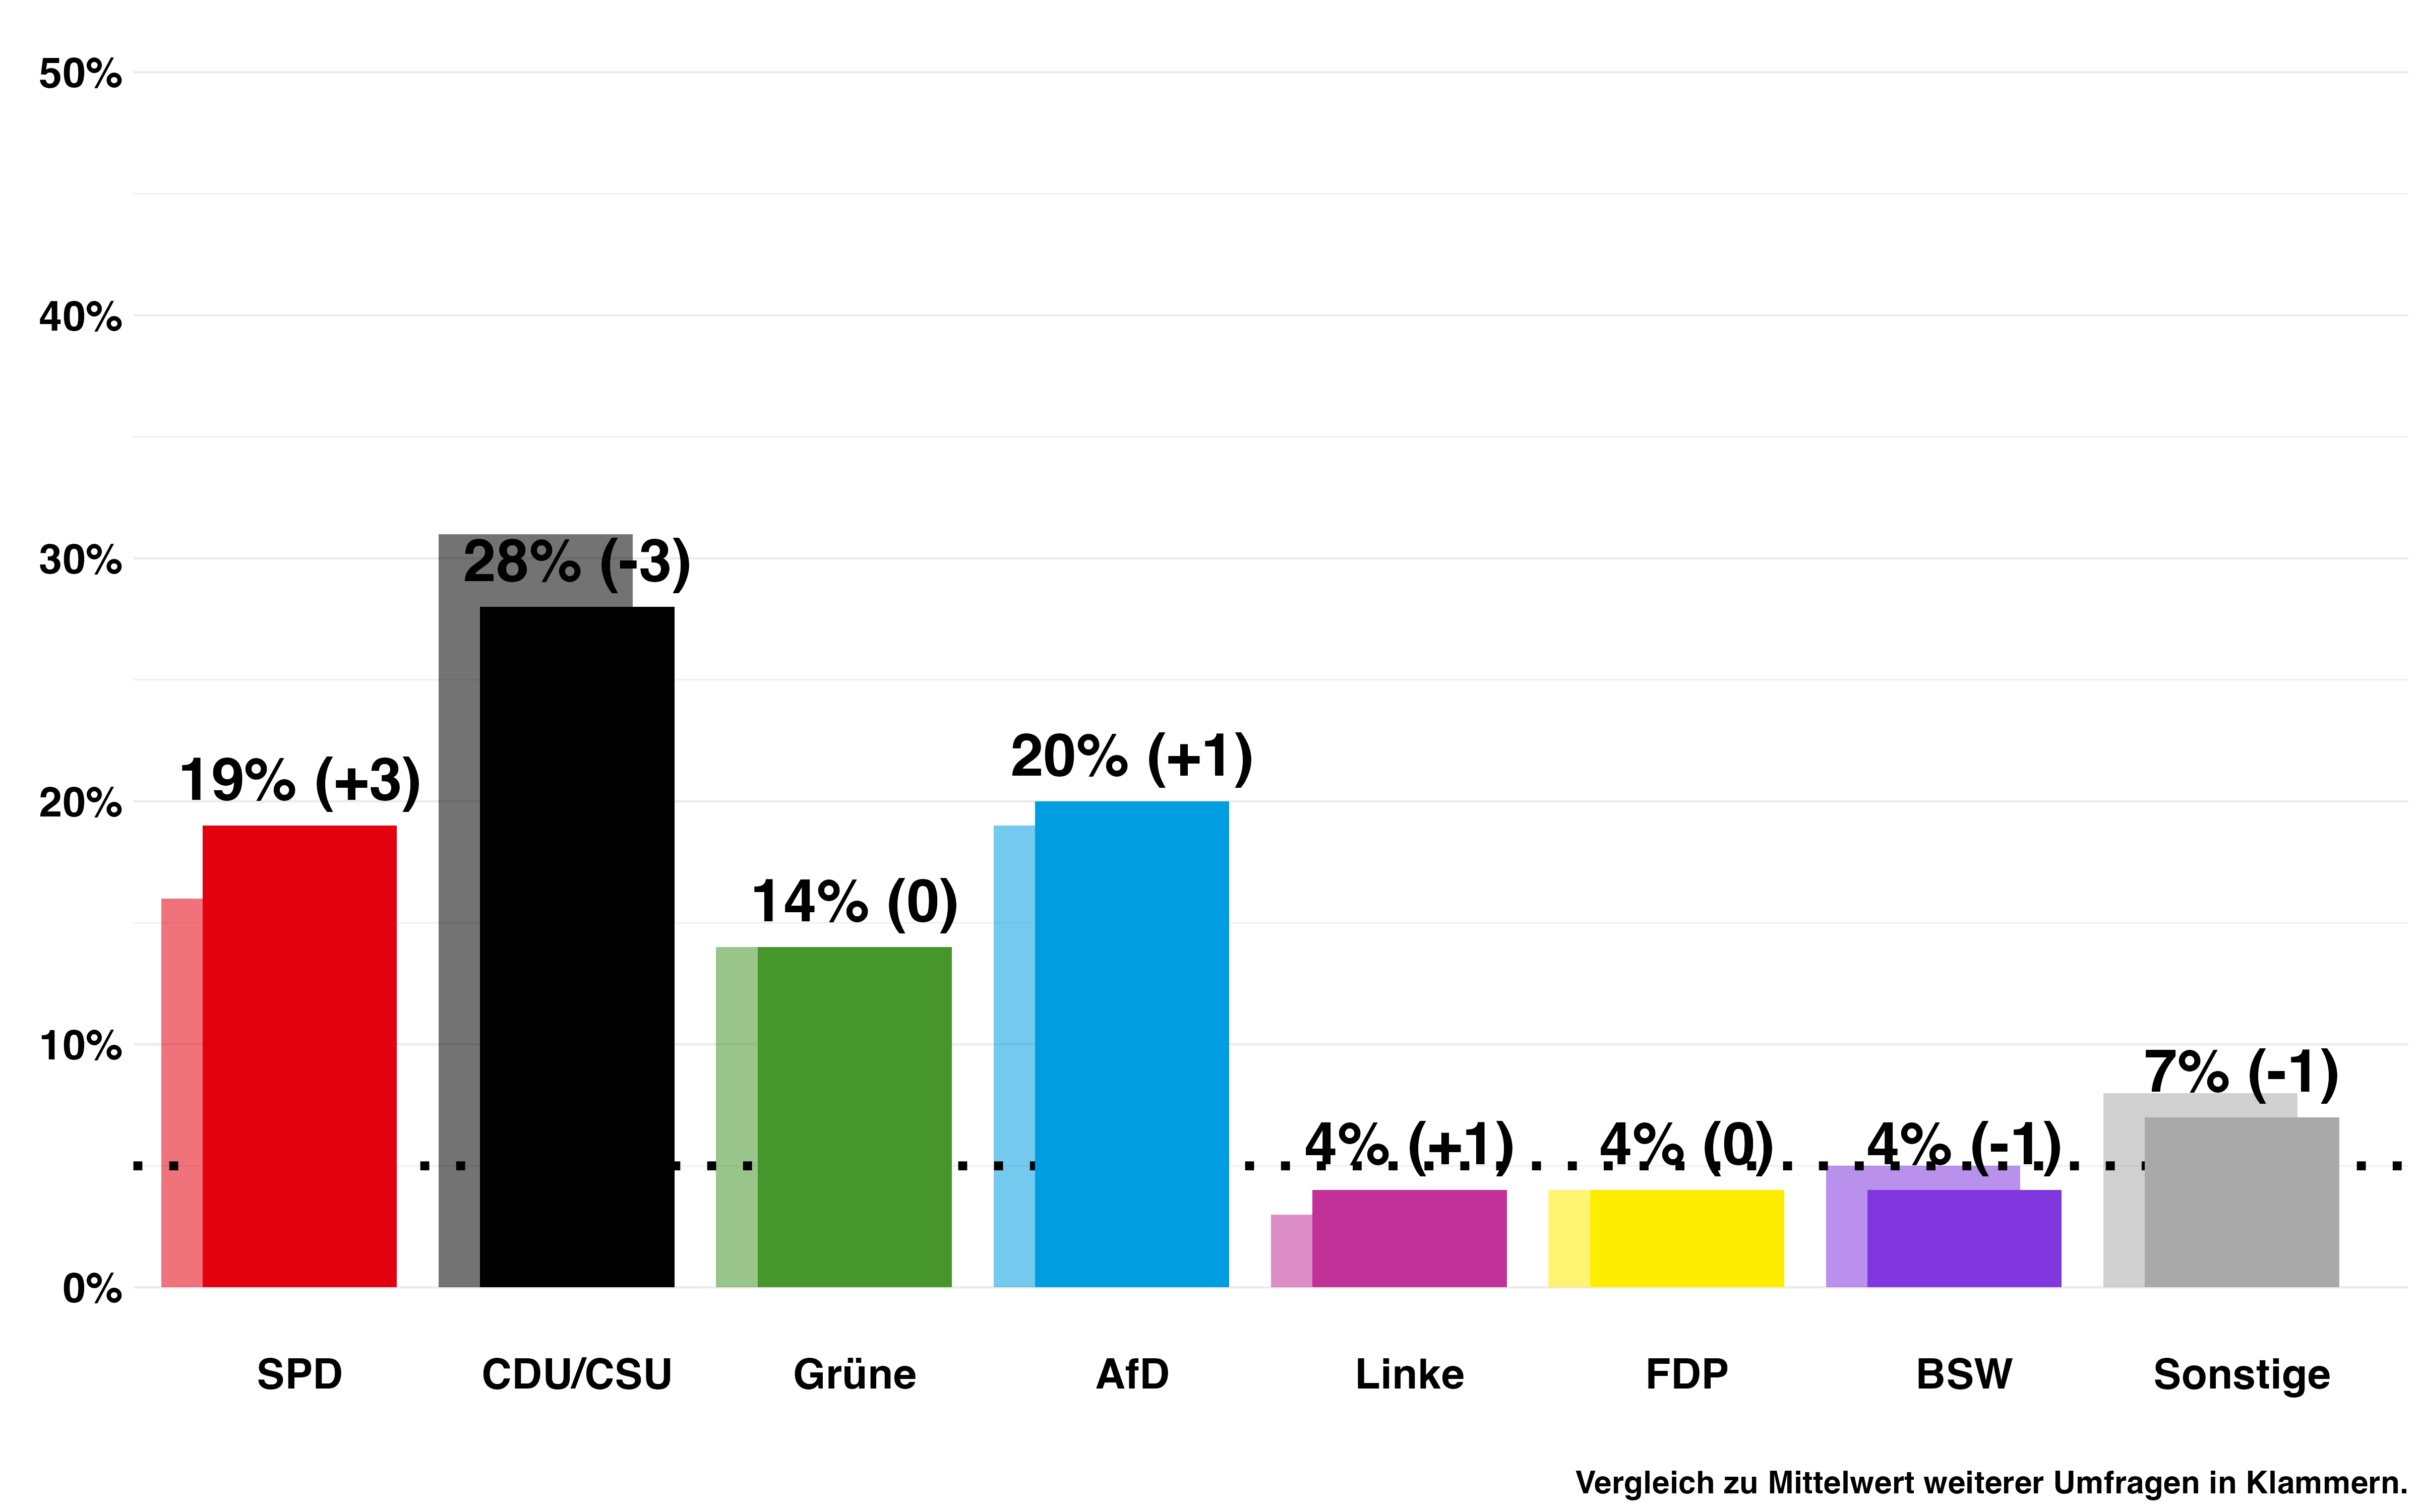 50%
40%
30%
20%
10%
0%
19% (+3)
28% (-3)
14% (0)
20% (+1)
4% (+1)
4% (0)
4% (-1)
7% (-1)
SPD
CDU/CSU
Grüne
AfD
Linke
FDP
BSW
Sonstige
Vergleich zu Mittelwert weiterer Umfragen in Klammern.